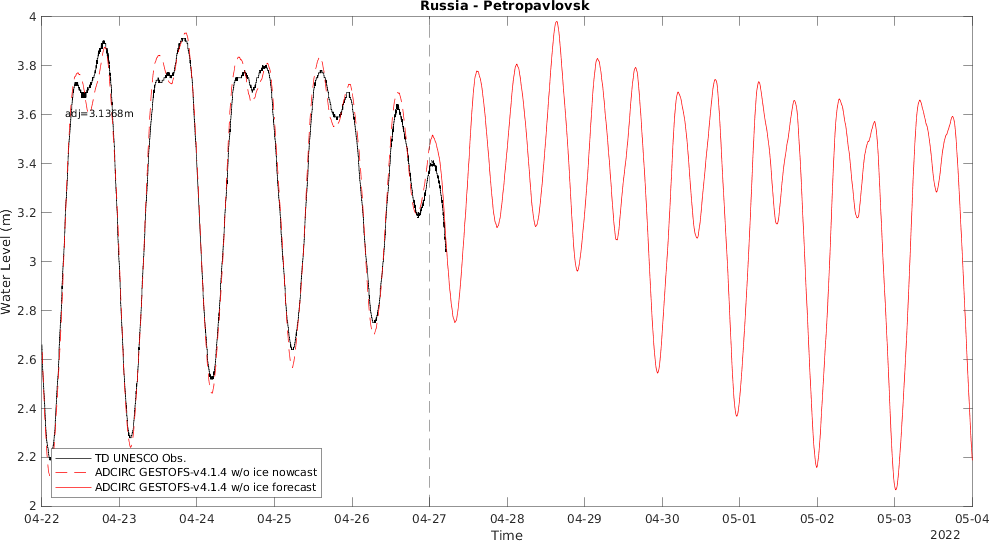 Russia - Petropavlovsk
4
3.8
3.6
3.4
3.2
3
2.8
2.6
2.4
2.2
2
Water Level (m)
adj=3.1368m
TD UNESCO Obs.
ADCIRC GESTOFS-v4.1.4 w/o ice nowcast
ADCIRC GESTOFS-v4.1.4 w/o ice forecast
04-22 04-23 04-24 04-25 04-26 04-27 04-28 04-29 04-30 05-01 05-02 05-03 05-04
Time
2022